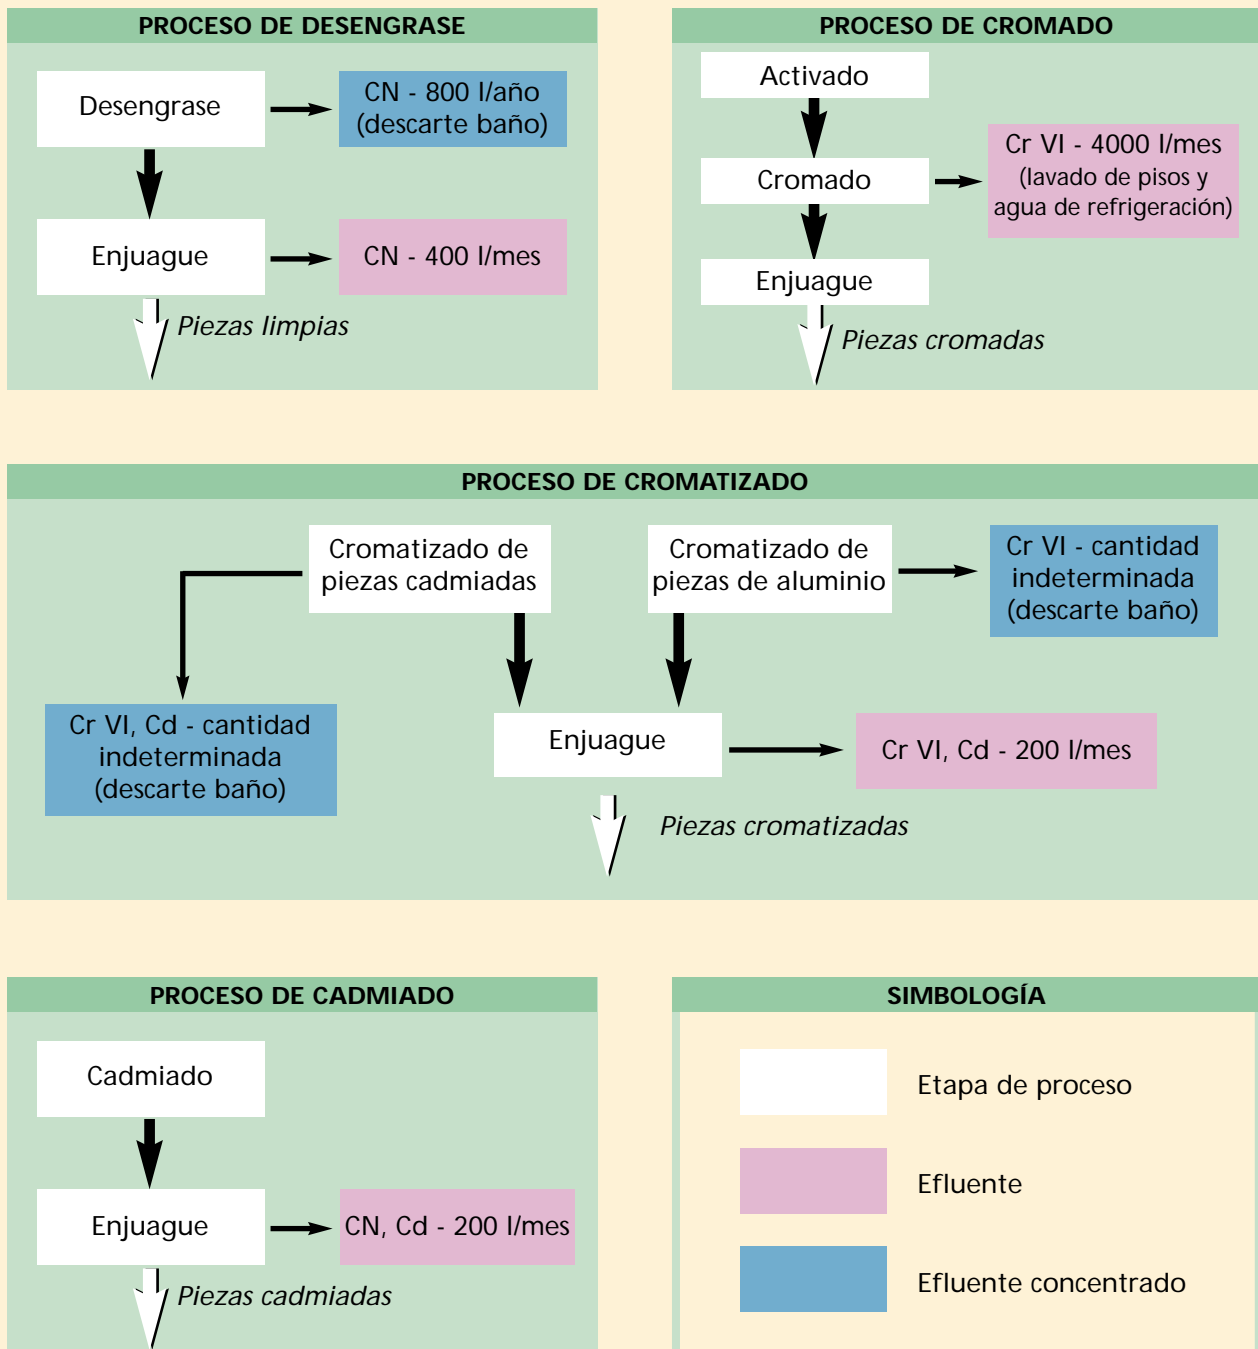 PROCESO DE DESENGRASE
Desengrase
CN - 800 l/año
(descarte baño)
Enjuague
CN - 400 l/mes
Piezas limpias
PROCESO DE CROMADO
Activado
Cromado
Cr VI - 4000 l/mes
(lavado de pisos y
agua de refrigeración)
Enjuague
Piezas cromadas
PROCESO DE CROMATIZADO
Cromatizado de
piezas cadmiadas
Cromatizado de
piezas de aluminio
Cr VI - cantidad
indeterminada
(descarte baño)
Cr VI, Cd - cantidad
indeterminada
(descarte baño)
Enjuague
Cr VI, Cd - 200 l/mes
Piezas cromatizadas
PROCESO DE CADMIADO
Cadmiado
Enjuague
CN, Cd - 200 l/mes
Piezas cadmiadas
SIMBOLOGÍA
Etapa de proceso
Efluente
Efluente concentrado